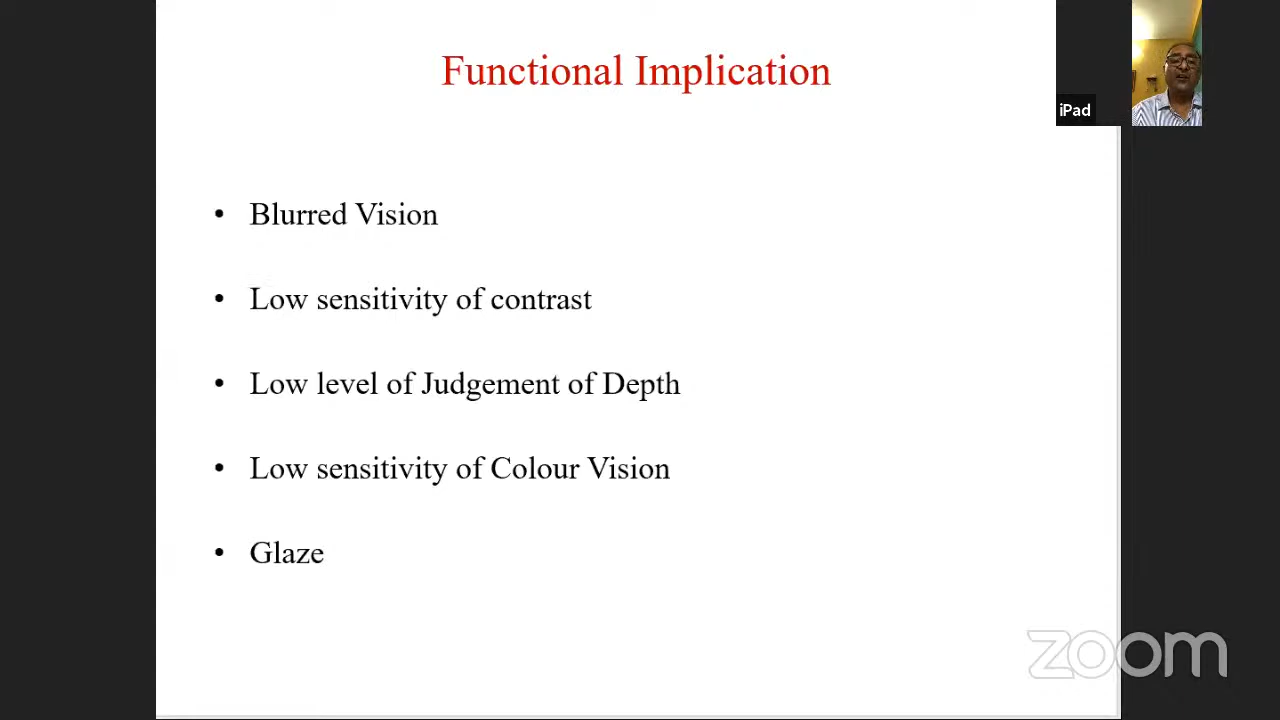 Functional Implication
iPad
• Blurred Vision
• Low sensitivity of contrast
• Low level of Judgement of Depth
• Low sensitivity of Colour Vision
• Glaze
zoom